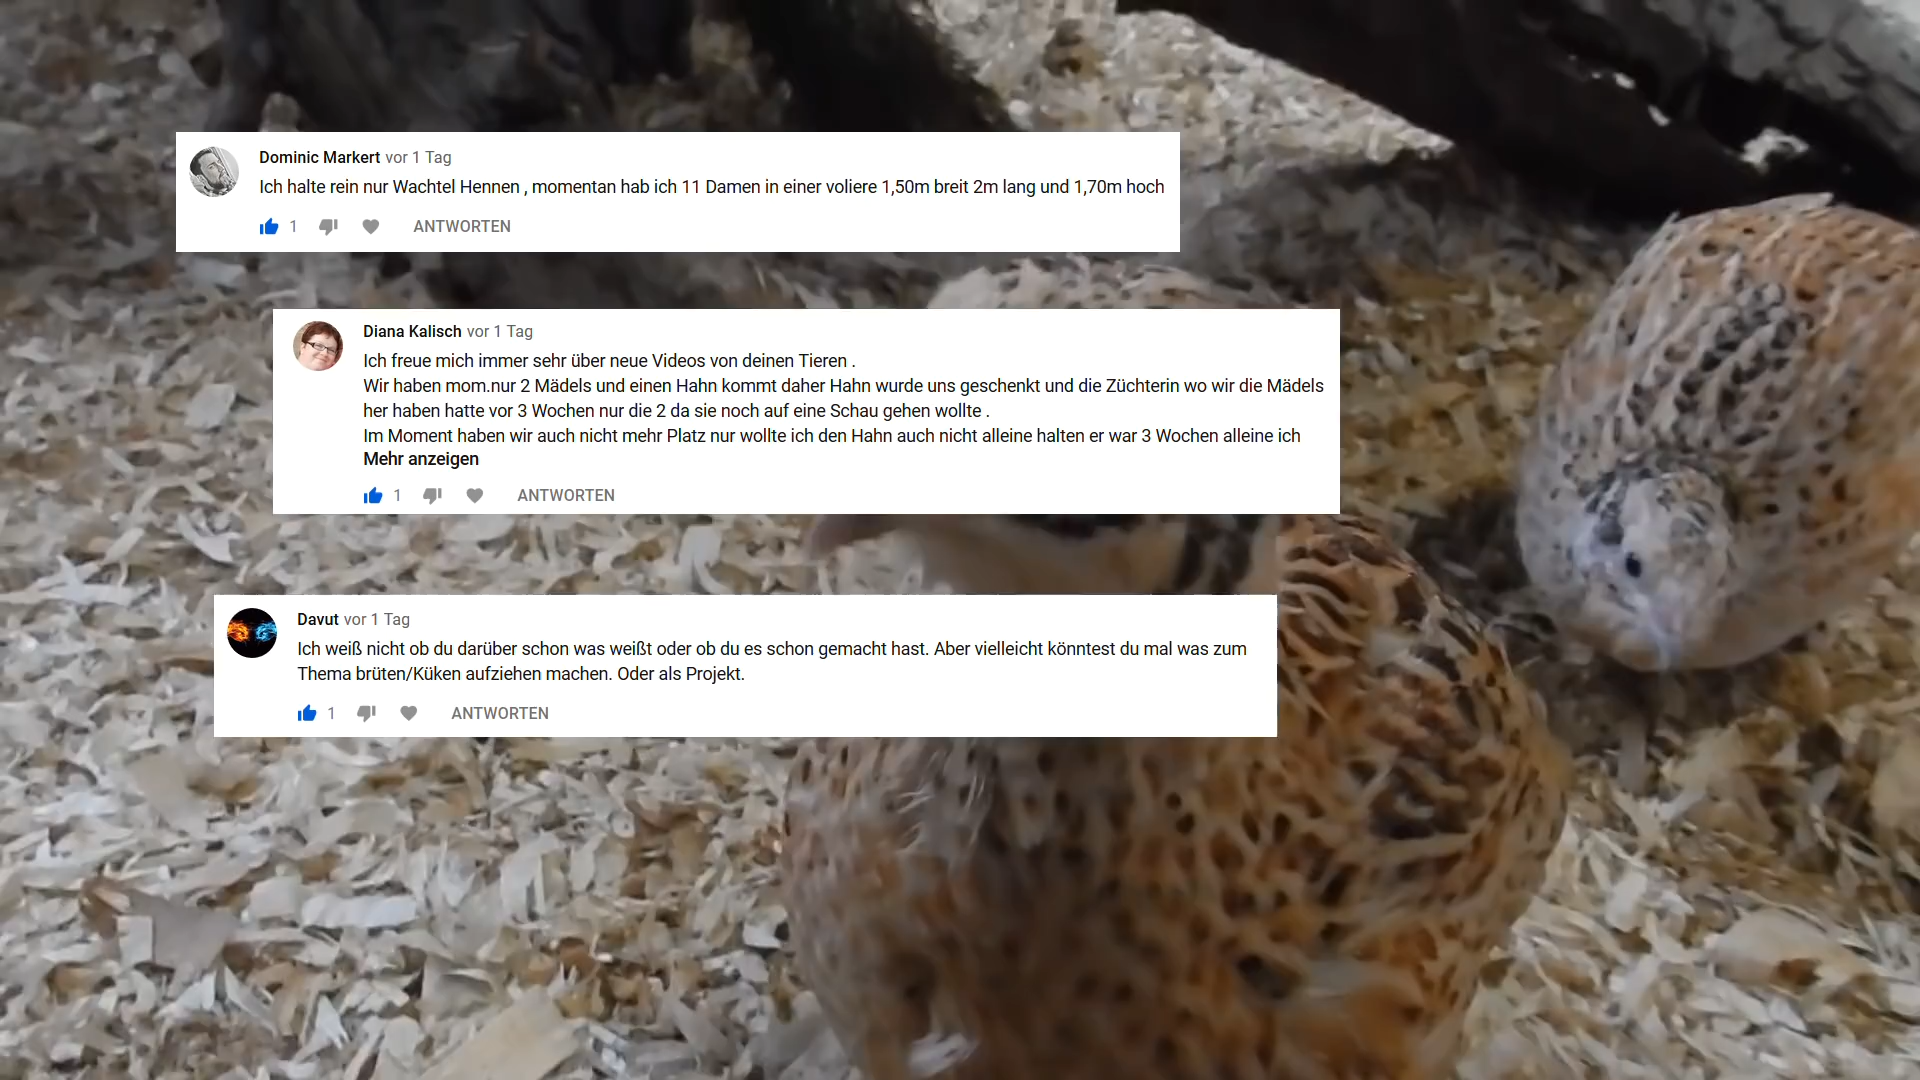 Dominic Markert vor 1 Tag
Ich halte rein nur Wachtel Hennen , momentan hab ich 11 Damen in einer voliere 1,50m breit 2m lang und 1,70m hoch
1 ANTWORTEN
Diana Kalisch vor 1 Tag
Ich freue mich immer sehr über neue Videos von deinen Tieren .
Wir haben mom.nur 2 Mädels und einen Hahn kommt daher Hahn wurde uns geschenkt und die Züchterin wo wir die Mädels
her haben hatte vor 3 Wochen nur die 2 da sie noch auf eine Schau gehen wollte .
Im Moment haben wir auch nicht mehr Platz nur wollte ich den Hahn auch nicht alleine halten er war 3 Wochen alleine ich
Mehr anzeigen
1 ANTWORTEN
Davut vor 1 Tag
Ich weiß nicht ob du darüber schon was weißt oder ob du es schon gemacht hast. Aber vielleicht könntest du mal was zum
Thema brüten/Küken aufziehen machen. Oder als Projekt.
1 ANTWORTEN